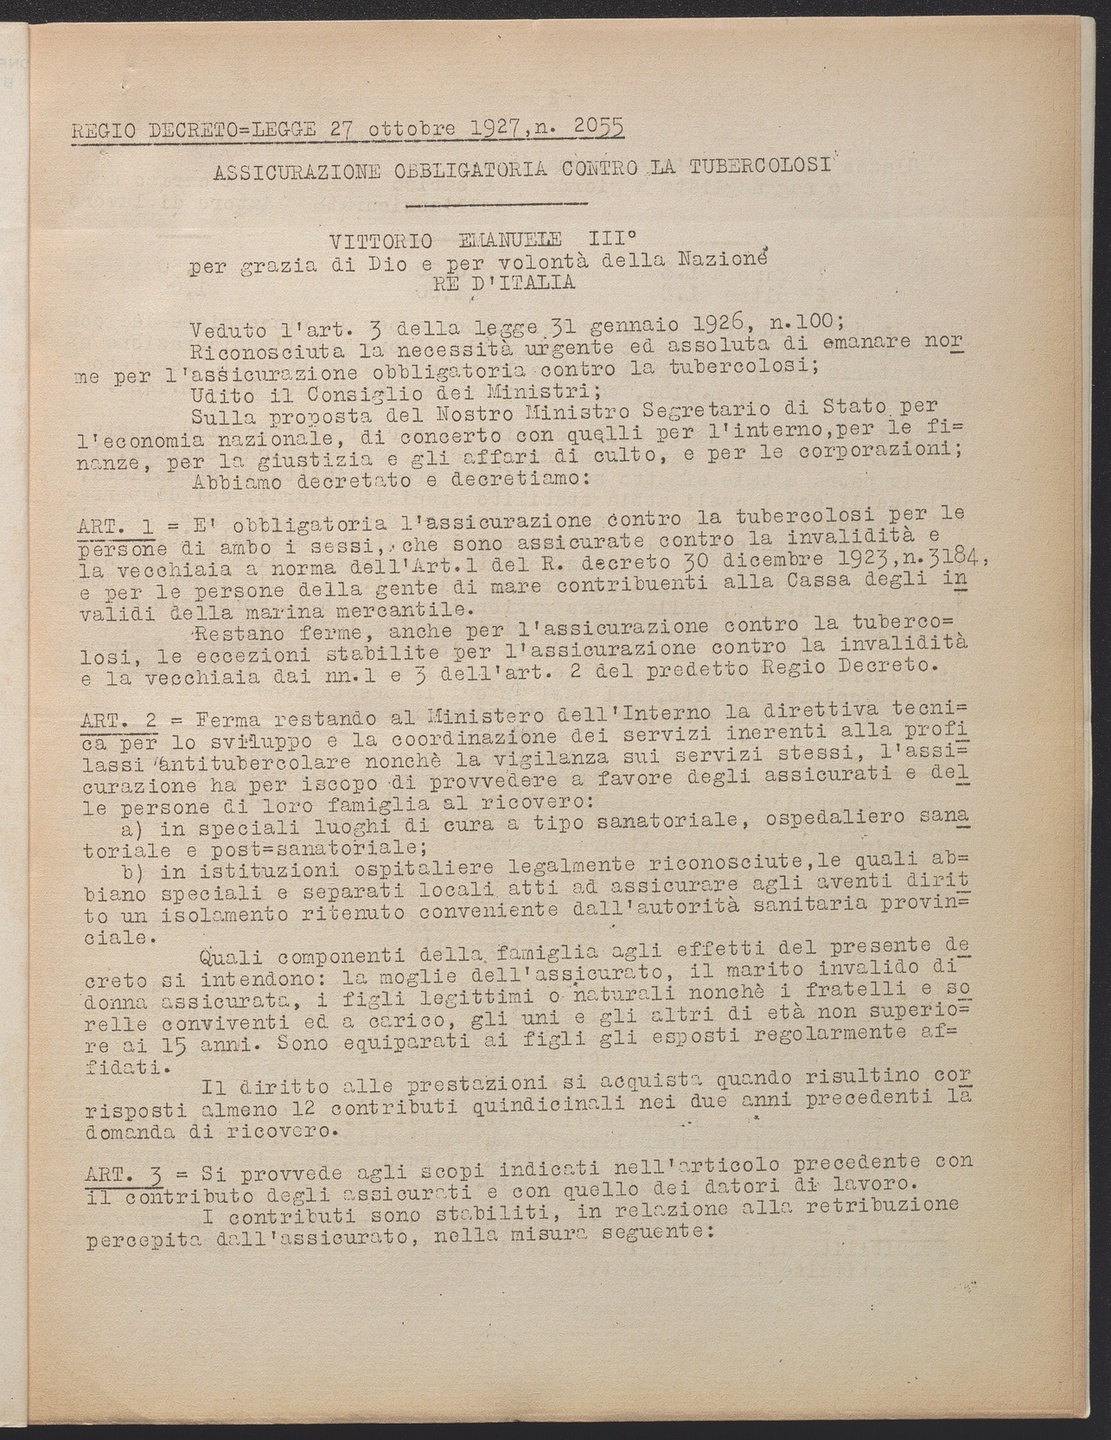 REGIO DECRETO=LEGGE 27 ottobre 1927,n. 2055
ASSICURAZIONE OBBLIGATORIA CONTRO LA TUBERCOLOSI
VITTORIO EMANUELE III°
per grazia di Dio e per volontà della Nazione
RE D'ITALIA
Veduto l'art. 3 della legge 31 gennaio 1926, n.100;
Riconosciuta la necessità urgente ed assoluta di emanare nor
me per l'assicurazione obbligatoria contro la tubercolosi;
Udito il Consiglio dei Ministri;
Sulla proposta del Nostro Ministro Segretario di Stato per
l'economia nazionale, di concerto con quelli per l'interno,per le fi=
nanze, per la giustizia e gli affari di culto, e per le corporazioni;
Abbiamo decretato e decretiamo:
ART. 1 = E' obbligatoria l'assicurazione contro la tubercolosi per le
persone di ambo i sessi, che sono assicurate contro la invalidità e
la vecchiaia a norma dell'Art.1 del R. decreto 30 dicembre 1923,n.3184,
e per le persone della gente di mare contribuenti alla Cassa degli in
validi della marina mercantile.
Restano ferme, anche per l'assicurazione contro la tuberco=
losi, le eccezioni stabilite per l'assicurazione contro la invalidità
e la vecchiaia dai nn.1 e 3 dell'art. 2 del predetto Regio Decreto.
ART. 2 = Ferma restando al Ministero dell'Interno la direttiva tecni=
ca per lo sviluppo e la coordinazione dei servizi inerenti alla profi
lassi antitubercolare nonchè la vigilanza sui servizi stessi, l'assi=
curazione ha per iscopo di provvedere a favore degli assicurati e del
le persone di loro famiglia al ricovero:
a) in speciali luoghi di cura a tipo sanatoriale, ospedaliero sana
toriale e post=sanatoriale;
b) in istituzioni ospitaliere legalmente riconosciute,le quali ab=
biano speciali e separati locali atti ad assicurare agli aventi dirit
to un isolamento ritenuto conveniente dall'autorità sanitaria provin=
ciale.
Quali componenti della famiglia agli effetti del presente de
creto si intendono: la moglie dell'assicurato, il marito invalido di
donna assicurata, i figli legittimi o naturali nonchè i fratelli e so
relle conviventi ed a carico, gli uni e gli altri di età non superio=
re ai 15 anni. Sono equiparati ai figli gli esposti regolarmente af=
fidati.
Il diritto alle prestazioni si acquista quando risultino cor
risposti almeno 12 contributi quindicinali nei due anni precedenti la
domanda di ricovero.
ART. 3 = Si provvede agli scopi indicati nell'articolo precedente con
il contributo degli assicurati e con quello dei datori di lavoro.
I contributi sono stabiliti, in relazione alla retribuzione
percepita dall'assicurato, nella misura seguente: